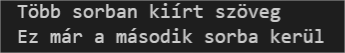 Több sorban kiírt szöveg
Ez már a második sorba kerül